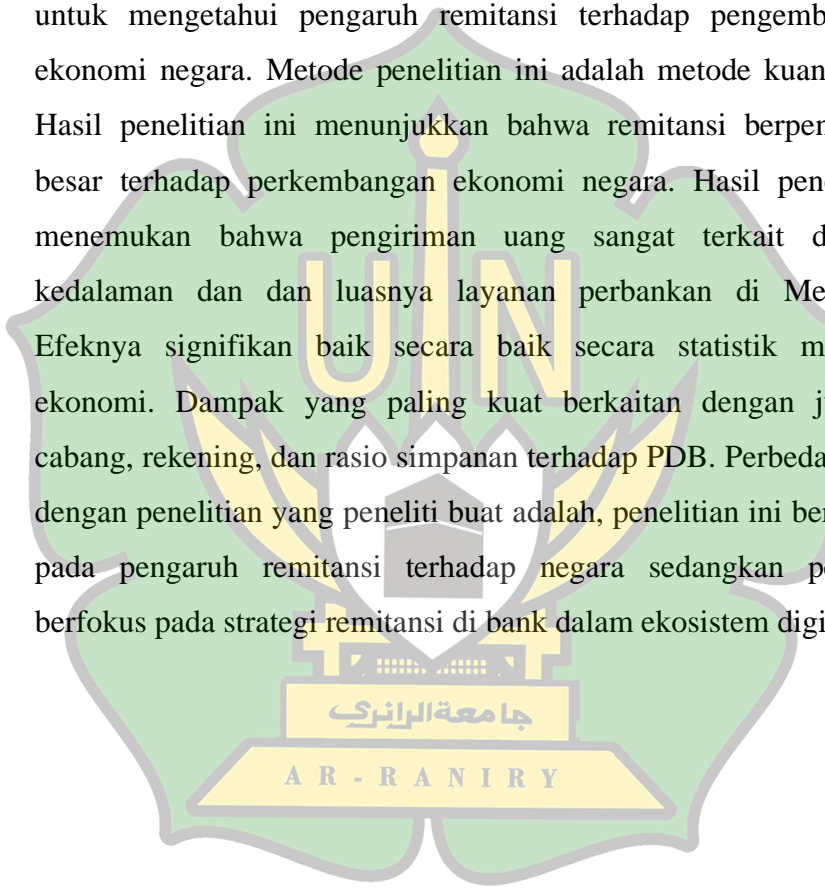 untuk mengetahui pengaruh remitansi terhadap pengemb
ekonomi negara. Metode penelitian ini adalah metode kuan
Hasil penelitian ini menunjukkan bahwa remitansi berpen
besar terhadap perkembangan ekonomi negara. Hasil pene
menemukan bahwa pengiriman uang sangat terkait d
kedalaman dan dan luasnya layanan perbankan di Me
Efeknya signifikan baik secara baik secara statistik m
ekonomi. Dampak yang paling kuat berkaitan dengan j
cabang, rekening, dan rasio simpanan terhadap PDB. Perbeda
dengan penelitian yang peneliti buat adalah, penelitian ini ber
pada pengaruh remitansi terhadap negara sedangkan p
berfokus pada strategi remitansi di bank dalam ekosistem digi
UIN
جامعةالرانري
AR-RANIRY